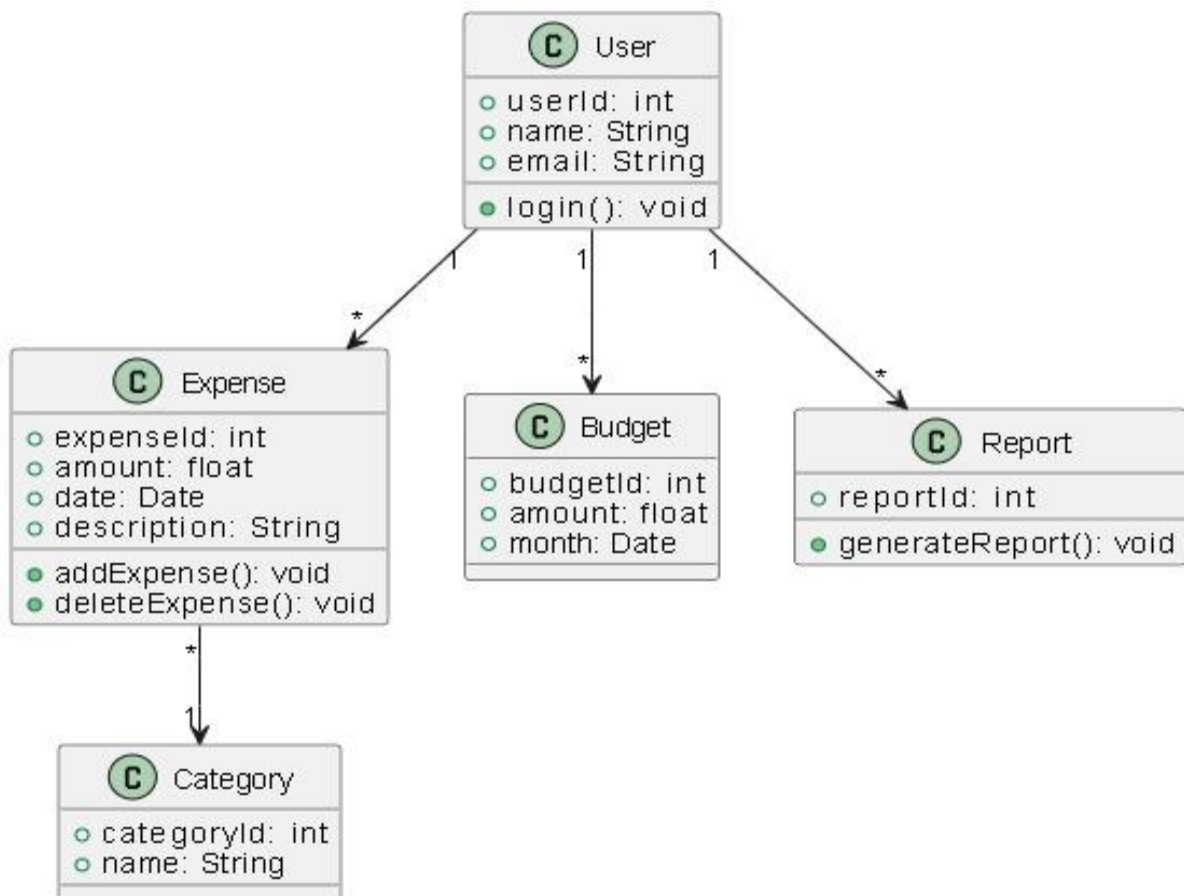 C User
userId: int
name: String
email: String
login(): void
1 1 1
* * *
C Expense
expenseId: int
amount: float
date: Date
description: String
addExpense(): void
deleteExpense(): void
C Budget
budgetId: int
amount: float
month: Date
C Report
reportId: int
generateReport(): void
*
1
C Category
categoryId: int
name: String